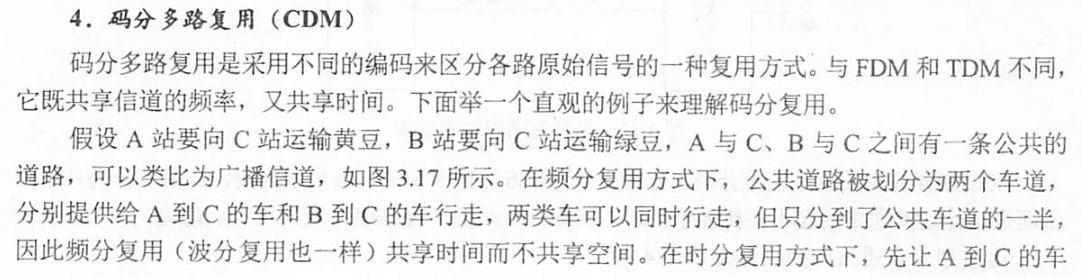 4．码分多路复用（CDM）
码分多路复用是采用不同的编码来区分各路原始信号的一种复用方式。与 FDM 和 TDM 不同，
它既共享信道的频率，又共享时间。下面举一个直观的例子来理解码分复用。
假设 A 站要向 C 站运输黄豆，B 站要向 C 站运输绿豆，A 与 C、B 与 C 之间有一条公共的
道路，可以类比为广播信道，如图 3.17 所示。在频分复用方式下，公共道路被划分为两个车道，
分别提供给 A 到 C 的车和 B 到 C 的车行走，两类车可以同时行走，但只分到了公共车道的一半，
因此频分复用（波分复用也一样）共享时间而不共享空间。在时分复用方式下，先让 A 到 C 的车